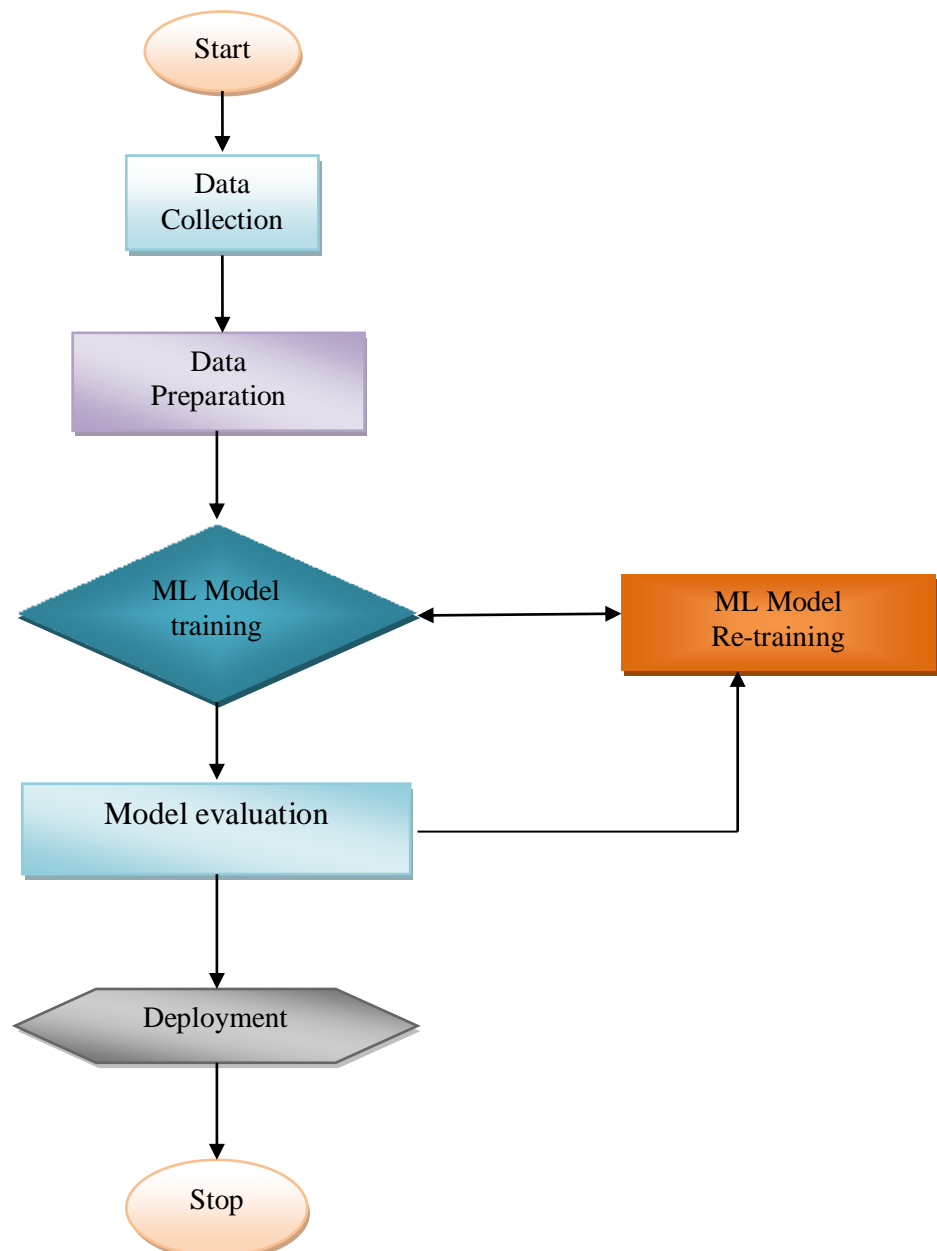 Start
Data
Collection
Data
Preparation
ML Model
training
ML Model
Re-training
Model evaluation
Deployment
Stop